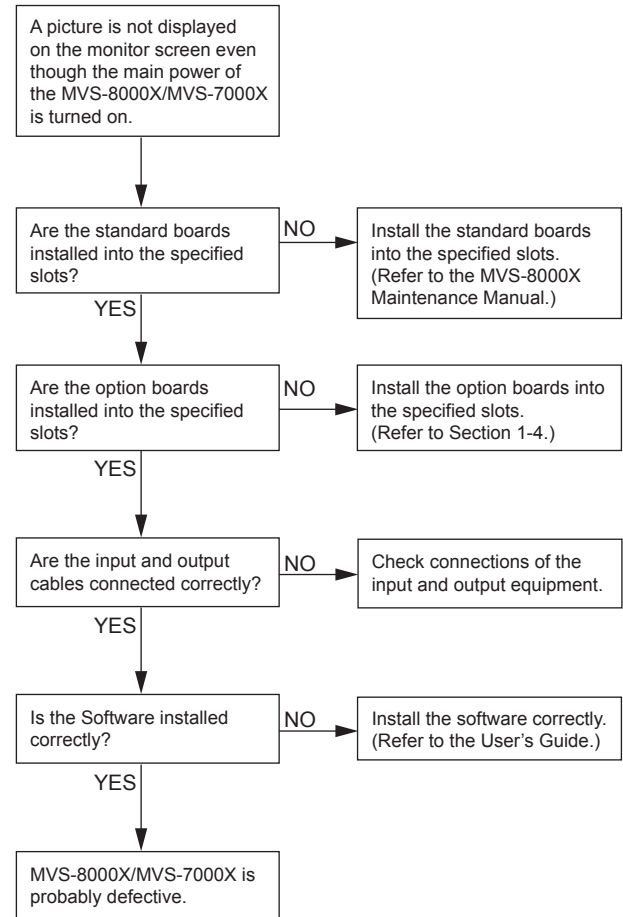 A picture is not displayed
on the monitor screen even
though the main power of
the MVS-8000X/MVS-7000X
is turned on.
Are the standard boards
installed into the specified
slots?
NO
Install the standard boards
into the specified slots.
(Refer to the MVS-8000X
Maintenance Manual.)
YES
Are the option boards
installed into the specified
slots?
NO
Install the option boards into
the specified slots.
(Refer to Section 1-4.)
YES
Are the input and output
cables connected correctly?
NO
Check connections of the
input and output equipment.
YES
Is the Software installed
correctly?
NO
Install the software correctly.
(Refer to the User’s Guide.)
YES
MVS-8000X/MVS-7000X is
probably defective.